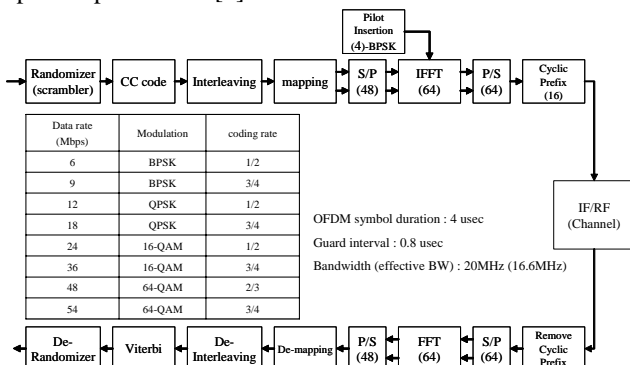 Pilot
Insertion
(4)-BPSK
Randomizer
(scrambler)
CC code
Interleaving
mapping
S/P
(48)
IFFT
(64)
P/S
(64)
Cyclic
Prefix
(16)
Data rate
(Mbps)
Modulation
coding rate
6 BPSK 1/2
9 BPSK 3/4
12 QPSK 1/2
18 QPSK 3/4
24 16-QAM 1/2
36 16-QAM 3/4
48 64-QAM 2/3
54 64-QAM 3/4
OFDM symbol duration : 4 usec
Guard interval : 0.8 usec
Bandwidth (effective BW) : 20MHz (16.6MHz)
IF/RF
(Channel)
De-
Randomizer
Viterbi
De-
Interleaving
De-mapping
P/S
(48)
FFT
(64)
S/P
(64)
Remove
Cyclic
Prefix